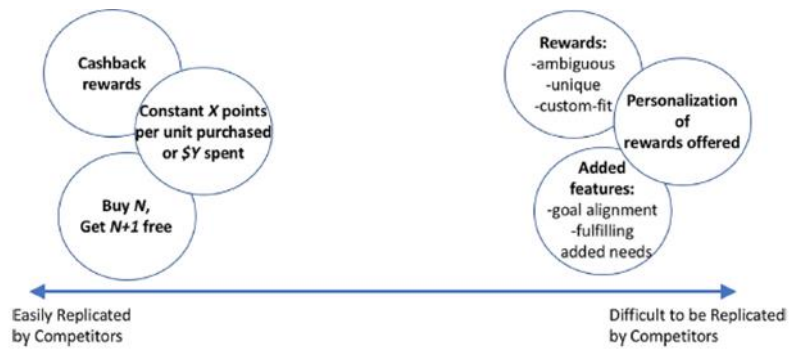 Cashback
rewards
Constant X points
per unit purchased
or $Y spent
Buy N,
Get N+1 free
Rewards:
-ambiguous
-unique
-custom-fit
Personalization
of
rewards offered
Added
features:
-goal alignment
-fulfilling
added needs
Easily Replicated
by Competitors
Difficult to be Replicated
by Competitors